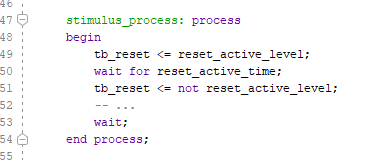 46
47 stimulus_process: process
48 begin
49 tb_reset <= reset_active_level;
50 wait for reset_active_time;
51 tb_reset <= not reset_active_level;
52 -- ...
53 wait;
54 end process;
55